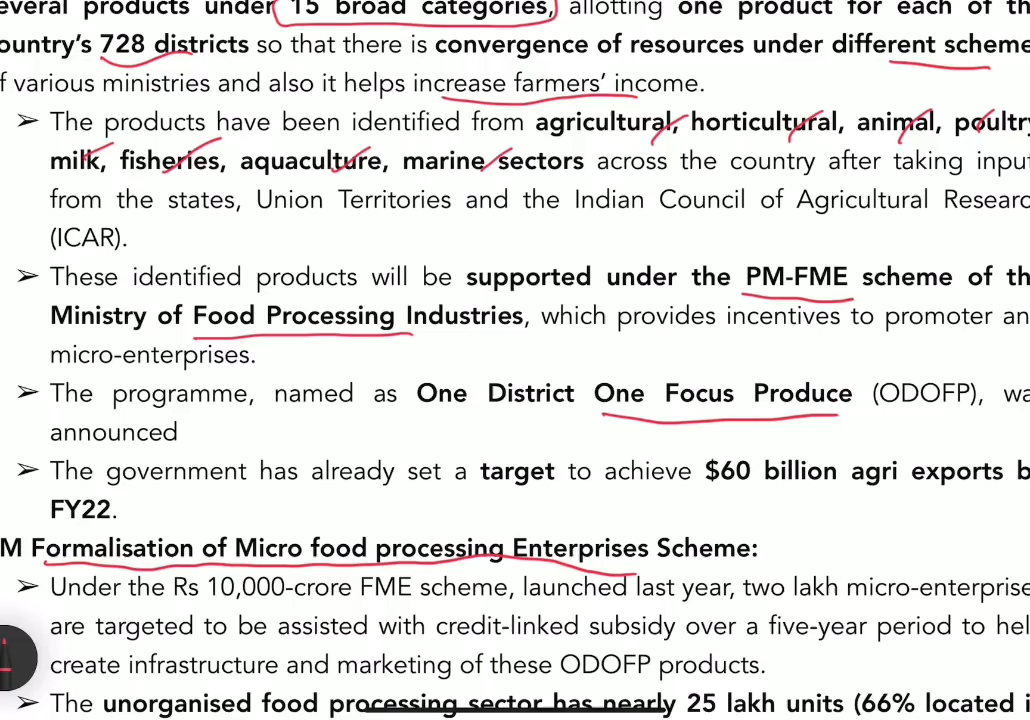 everal products under 15 broad categories, allotting one product for each of th
ountry's 728 districts so that there is convergence of resources under different scheme
f various ministries and also it helps increase farmers' income.
➢ The products have been identified from agricultural, horticultural, animal, poultry
milk, fisheries, aquaculture, marine sectors across the country after taking input
from the states, Union Territories and the Indian Council of Agricultural Researc
(ICAR).
➢ These identified products will be supported under the PM-FME scheme of th
Ministry of Food Processing Industries, which provides incentives to promoter an
micro-enterprises.
➢ The programme, named as One District One Focus Produce (ODOFP), wa
announced
➢ The government has already set a target to achieve $60 billion agri exports b
FY22.
M Formalisation of Micro food processing Enterprises Scheme:
➢ Under the Rs 10,000-crore FME scheme, launched last year, two lakh micro-enterprise
are targeted to be assisted with credit-linked subsidy over a five-year period to hel
create infrastructure and marketing of these ODOFP products.
➢ The unorganised food processing sector has nearly 25 lakh units (66% located i